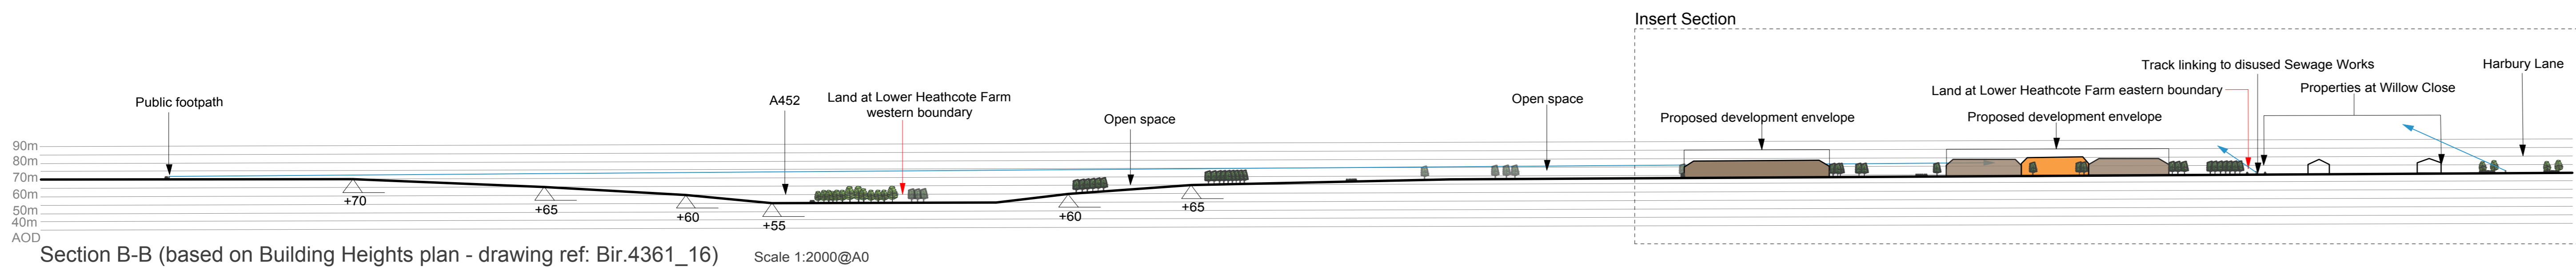 Insert Section
Public footpath
A452
Land at Lower Heathcote Farm
western boundary
Open space
Open space
Proposed development envelope
Proposed development envelope
Land at Lower Heathcote Farm eastern boundary
Track linking to disused Sewage Works
Properties at Willow Close
Harbury Lane
90m
80m
70m
60m
50m
40m
AOD
+70
+65
+60
+55
+60
+65
Section B-B (based on Building Heights plan - drawing ref: Bir.4361_16)
Scale 1:2000@A0